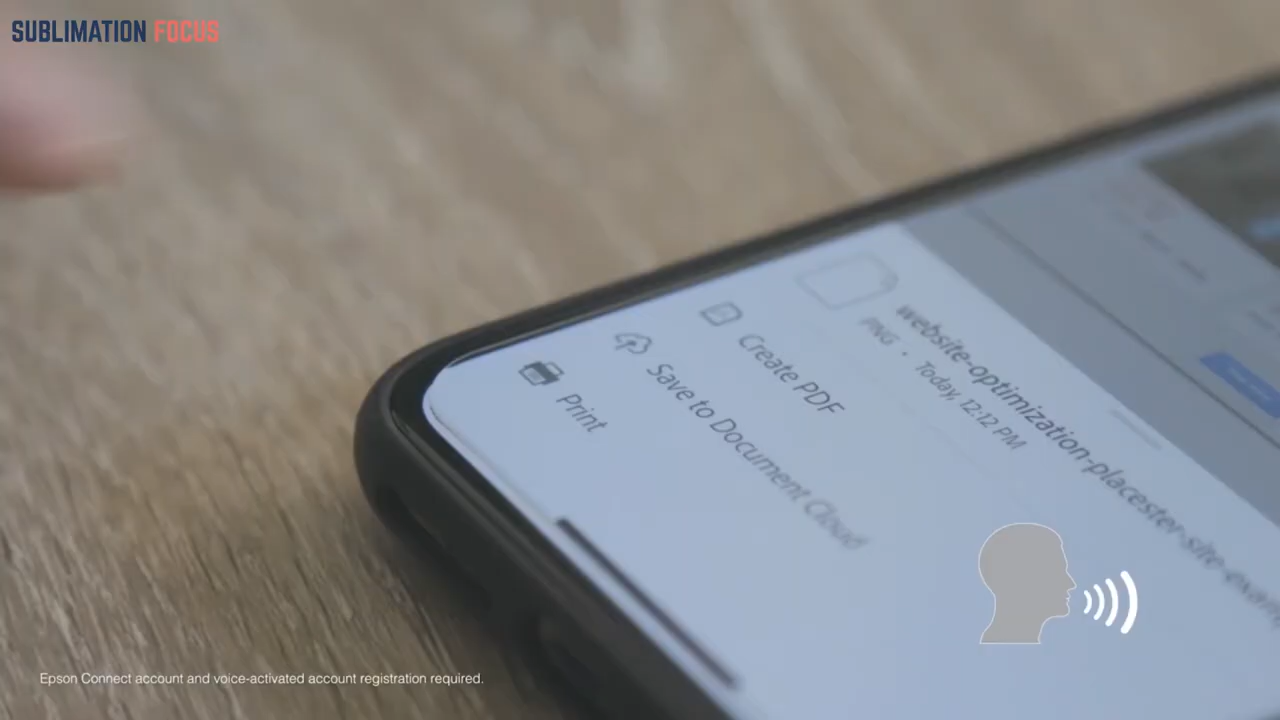 SUBLIMATION FOCUS
website-optimization-placester-site-exam
PNG • Today, 12:12 PM
Create PDF
Save to Document Cloud
Print
Epson Connect account and voice-activated account registration required.